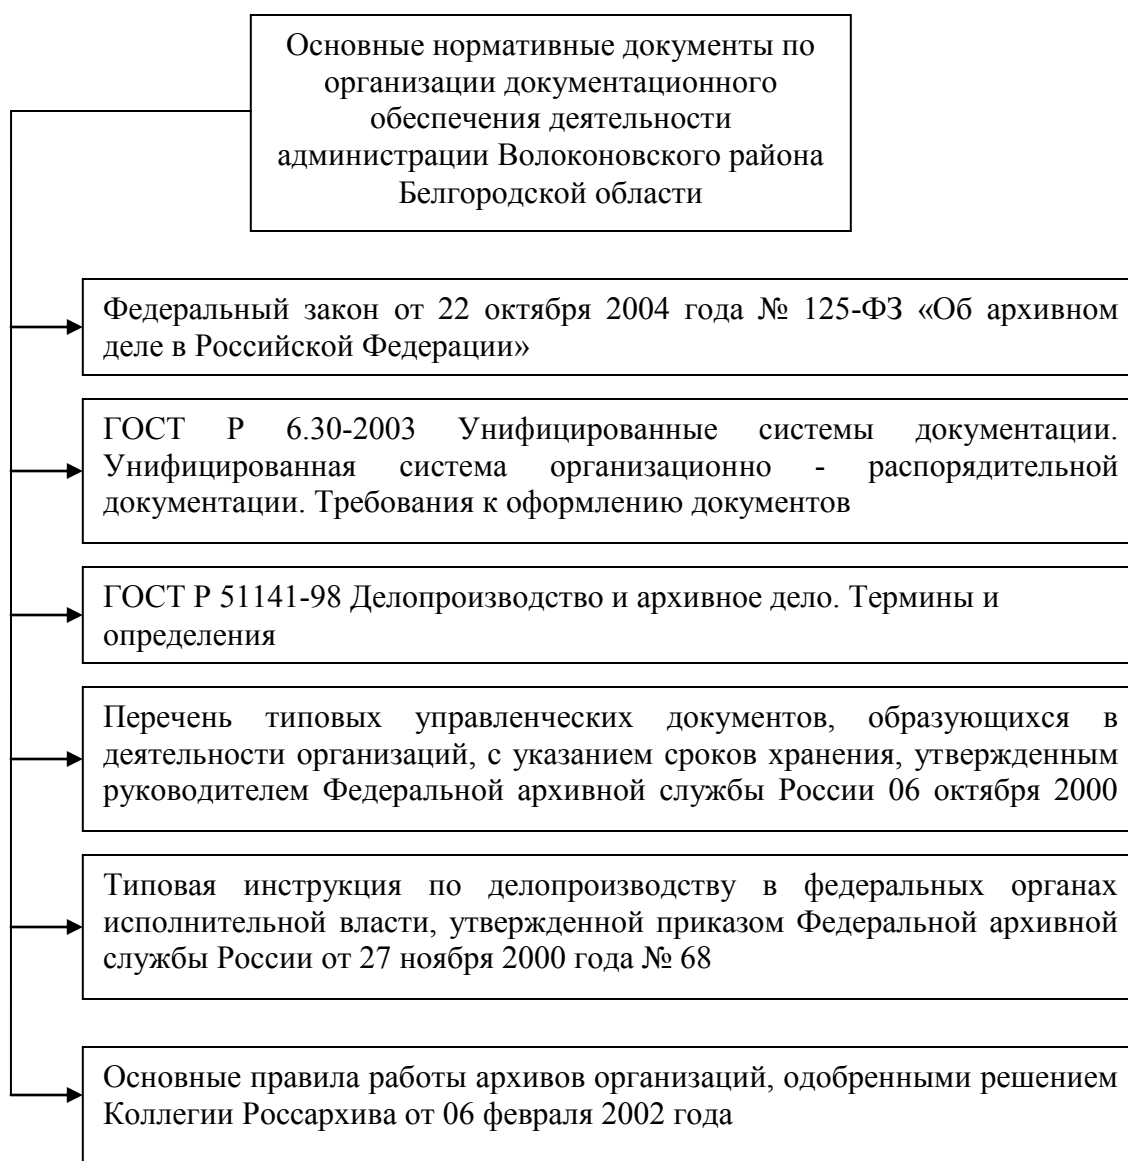 Основные нормативные документы по
организации документационного
обеспечения деятельности
администрации Волоконовского района
Белгородской области
Федеральный закон от 22 октября 2004 года № 125-ФЗ «Об архивном
деле в Российской Федерации»
ГОСТ Р 6.30-2003 Унифицированные системы документации.
Унифицированная система организационно - распорядительной
документации. Требования к оформлению документов
ГОСТ Р 51141-98 Делопроизводство и архивное дело. Термины и
определения
Перечень типовых управленческих документов, образующихся в
деятельности организаций, с указанием сроков хранения, утвержденным
руководителем Федеральной архивной службы России 06 октября 2000
Типовая инструкция по делопроизводству в федеральных органах
исполнительной власти, утвержденной приказом Федеральной архивной
службы России от 27 ноября 2000 года № 68
Основные правила работы архивов организаций, одобренными решением
Коллегии Россархива от 06 февраля 2002 года